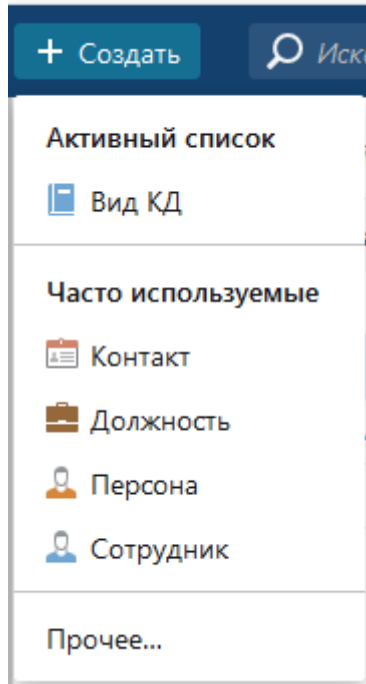 Создать
Активный список
Вид КД
Часто используемые
Контакт
Должность
Персона
Сотрудник
Прочее...